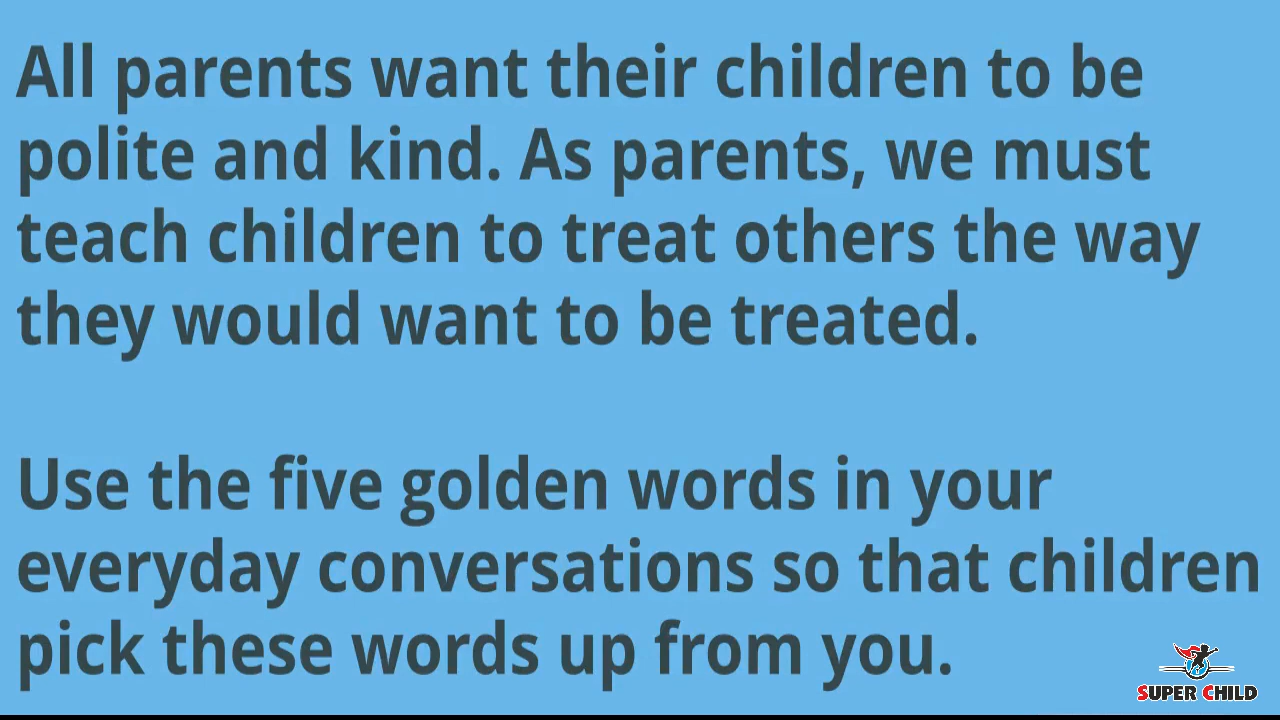 All parents want their children to be
polite and kind. As parents, we must
teach children to treat others the way
they would want to be treated.
Use the five golden words in your
everyday conversations so that children
pick these words up from you.
SUPER CHILD